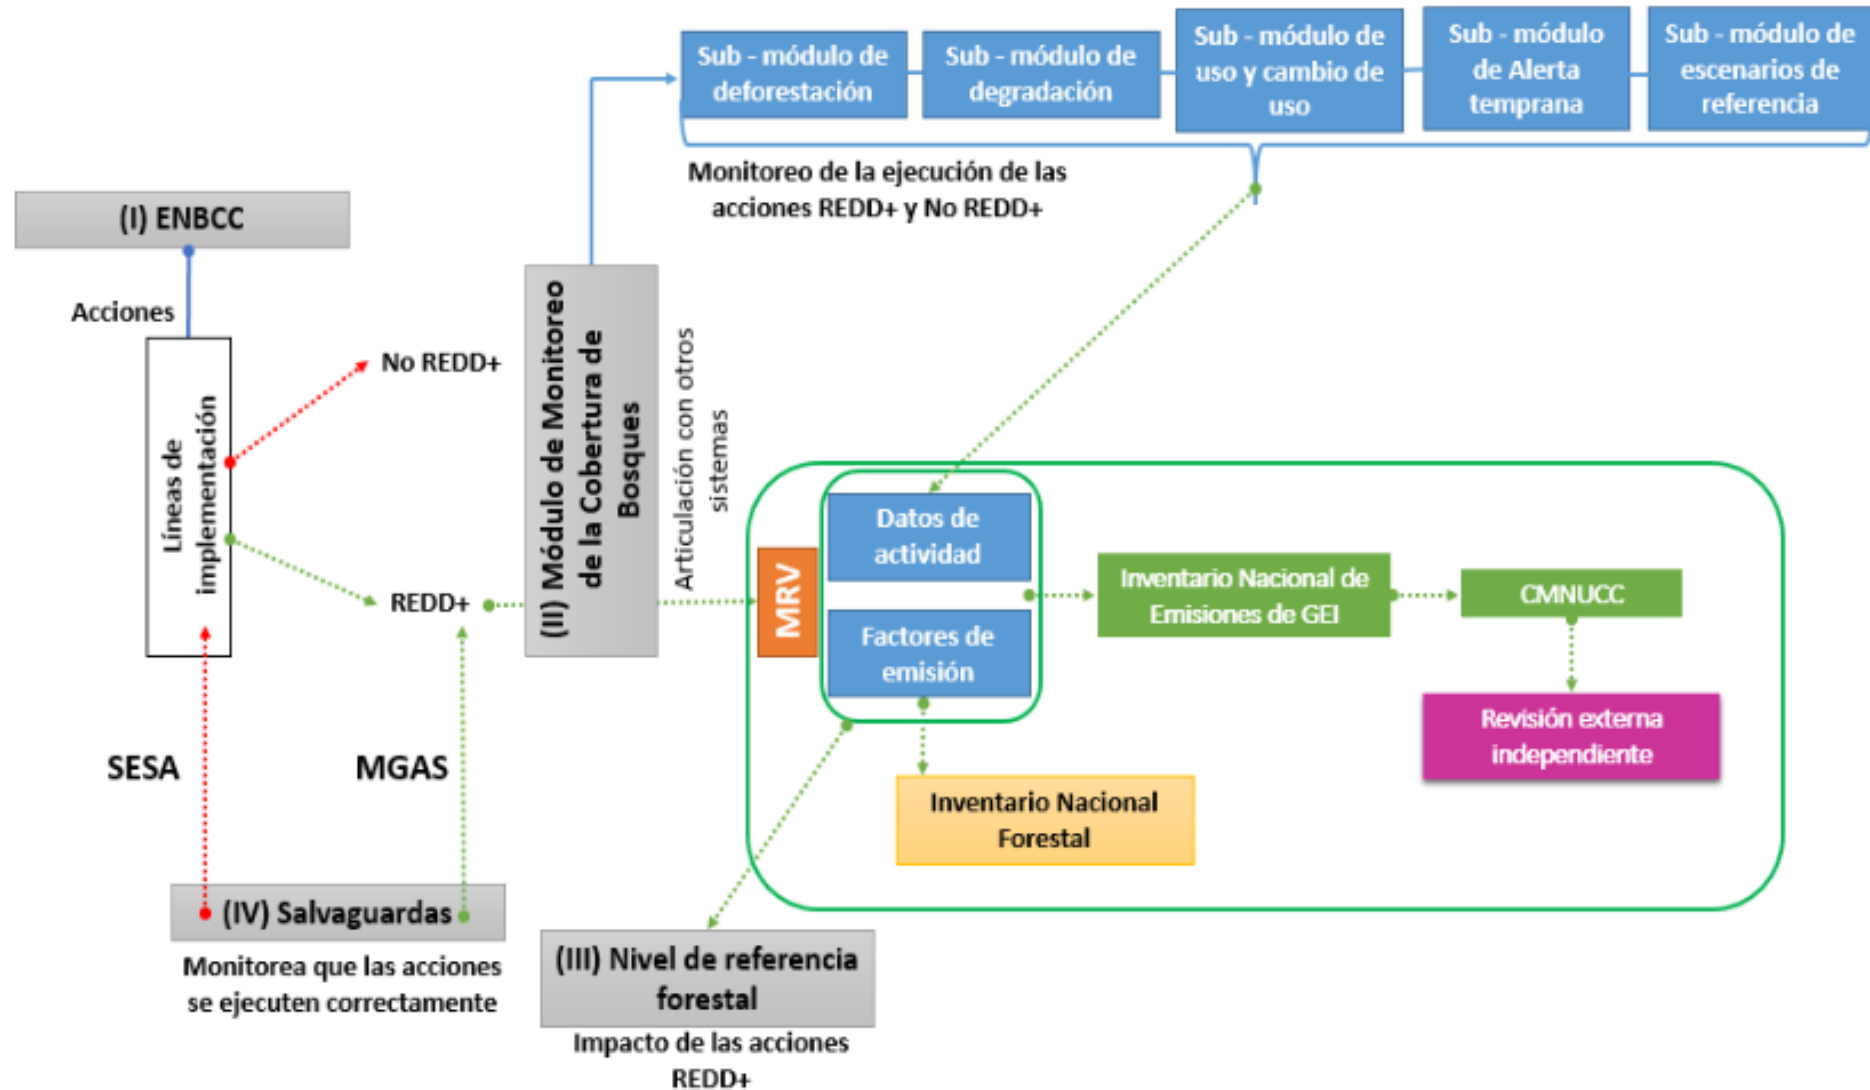 Sub - módulo de
deforestación
Sub - módulo de
degradación
Sub - módulo de
uso y cambio de
uso
Sub - módulo
de Alerta
temprana
Sub - módulo de
escenarios de
referencia
Monitoreo de la ejecución de las
acciones REDD+ y No REDD+
(I) ENBCC
Acciones
Líneas de
implementación
No REDD+
REDD+
(II) Módulo de Monitoreo
de la Cobertura de
Bosques
Articulación con otros
sistemas
MRV
Datos de
actividad
Factores de
emisión
Inventario Nacional de
Emisiones de GEI
CMNUCC
Revisión externa
independiente
Inventario Nacional
Forestal
SESA
MGAS
(IV) Salvaguardas
Monitorea que las acciones
se ejecuten correctamente
(III) Nivel de referencia
forestal
Impacto de las acciones
REDD+